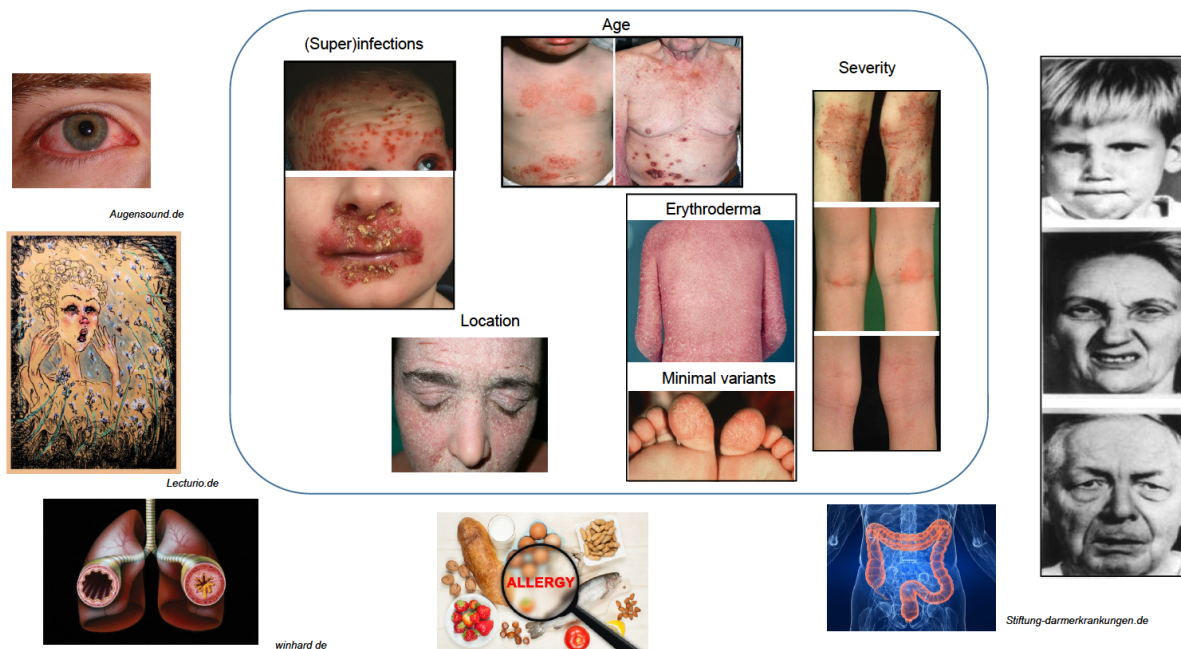 Age
(Super)infections
Severity
Augensound.de
Erythroderma
Location
Minimal variants
Lecturio.de
ALLERGY
winhard de
Stiftung-darmerkrankungen.de